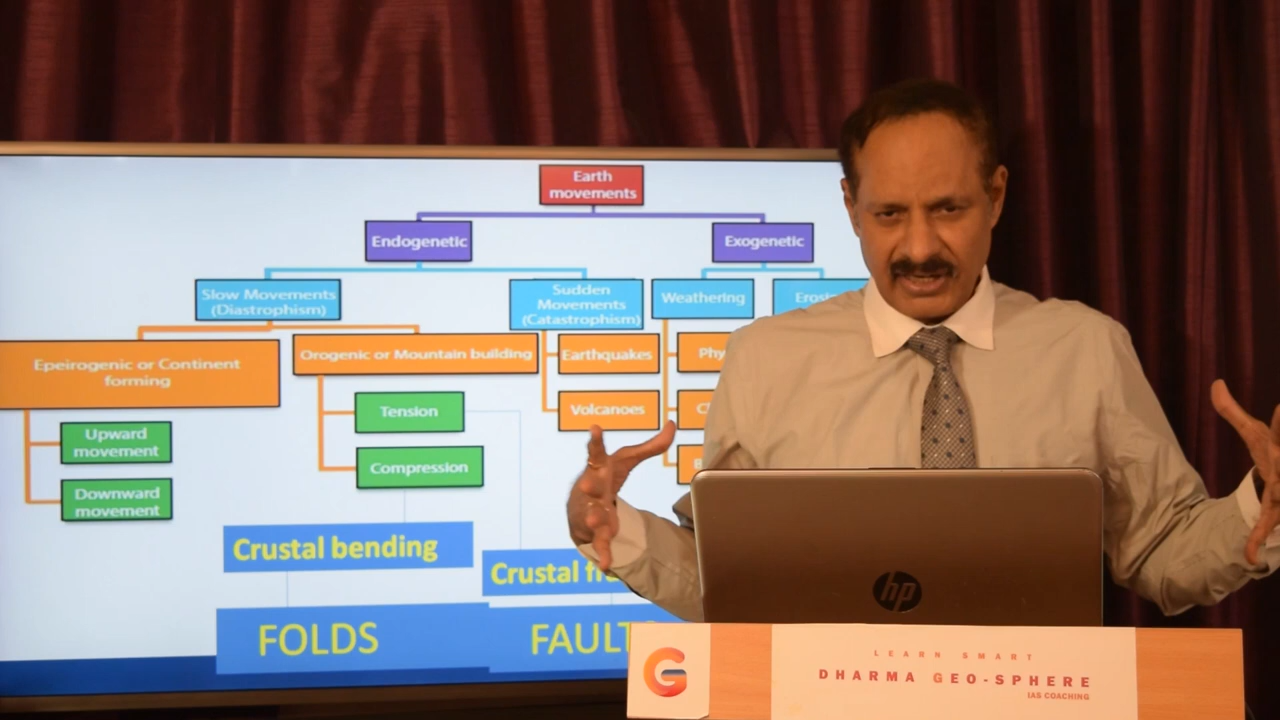 Earth
movements
Endogenetic
Exogenetic
Slow Movements
(Diastrophism)
Sudden
Movements
(Catastrophism)
Weathering
Epeirogenic or Continent
forming
Orogenic or Mountain building
Earthquakes
Volcanoes
Upward
movement
Downward
movement
Tension
Compression
Crustal bending
Crustal
FOLDS
FAULT
hp
G
LEARN SMART
DHARMA GEO-SPHERE
IAS COACHING